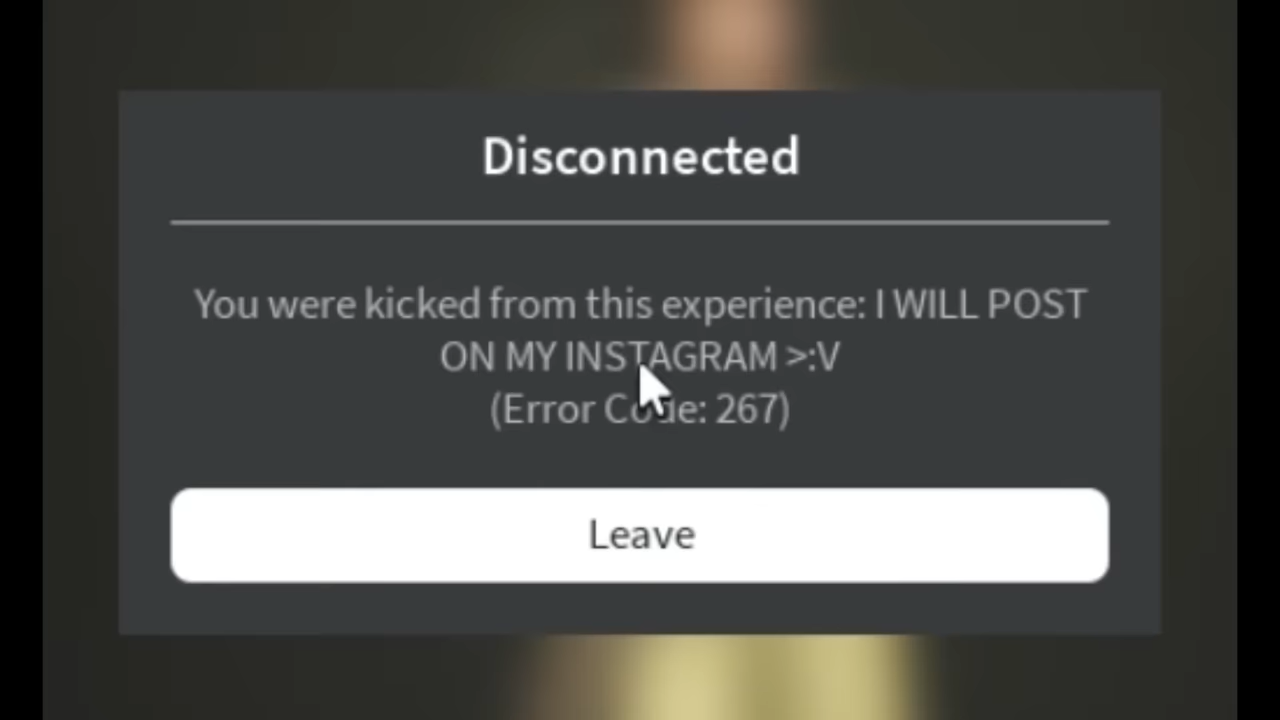 Disconnected
You were kicked from this experience: I WILL POST
ON MY INSTAGRAM >:V
(Error Code: 267)
Leave